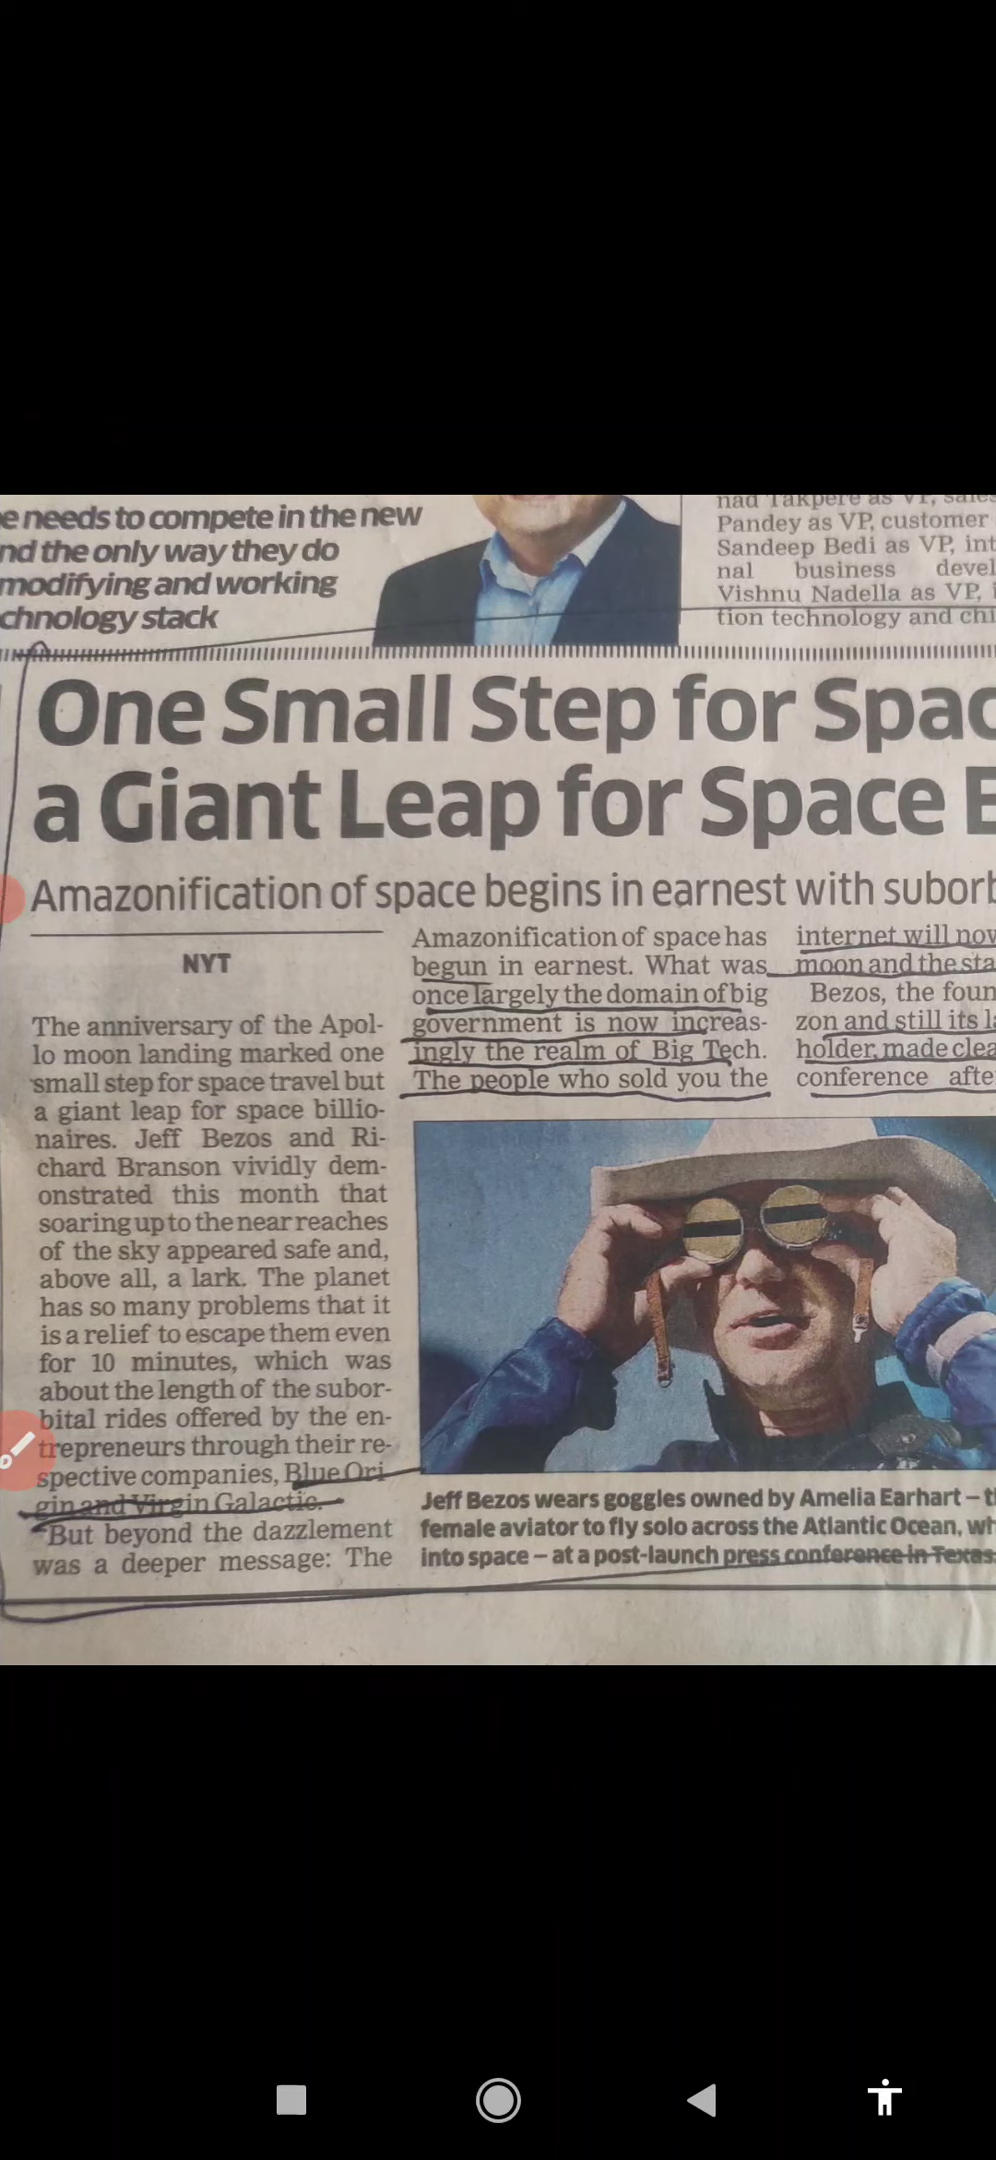 e needs to compete in the new
nd the only way they do
modifying and working
chnology stack
nad Takpere as VP, sales
Pandey as VP, customer
Sandeep Bedi as VP, int
nal business devel
Vishnu Nadella as VP, i
tion technology and chi
One Small Step for Spac
a Giant Leap for Space E
Amazonification of space begins in earnest with suborb
NYT
The anniversary of the Apol-
lo moon landing marked one
small step for space travel but
a giant leap for space billio-
naires. Jeff Bezos and Ri-
chard Branson vividly dem-
onstrated this month that
soaring up to the near reaches
of the sky appeared safe and,
above all, a lark. The planet
has so many problems that it
is a relief to escape them even
for 10 minutes, which was
about the length of the subor-
bital rides offered by the en-
trepreneurs through their re-
spective companies, Blue Ori-
gin and Virgin Galactic.
But beyond the dazzlement
was a deeper message: The
Amazonification of space has
begun in earnest. What was
once largely the domain of big
government is now increas-
ingly the realm of Big Tech.
The people who sold you the
internet will now
moon and the sta
Bezos, the foun
zon and still its la
holder, made clea
conference afte
Jeff Bezos wears goggles owned by Amelia Earhart – t
female aviator to fly solo across the Atlantic Ocean, wh
into space – at a post-launch press conference in Texas